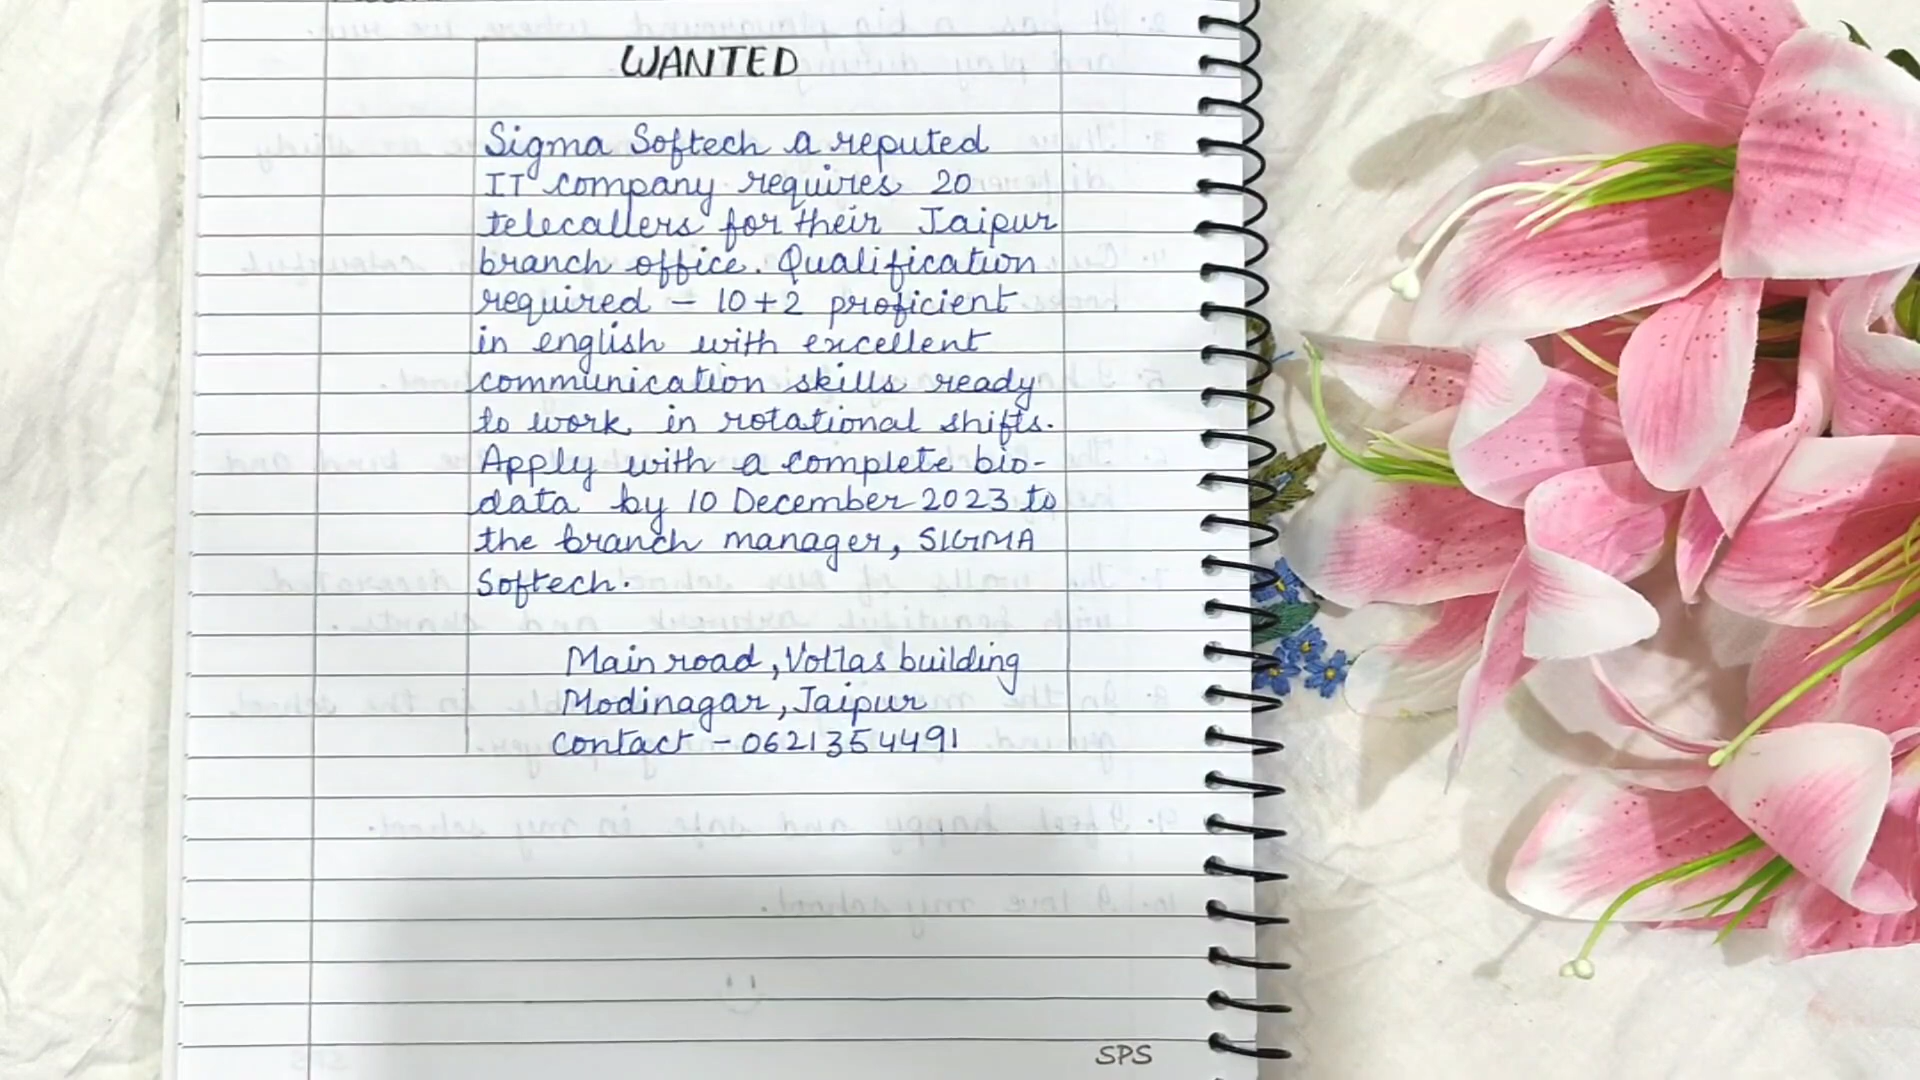 WANTED
Sigma Softech a reputed
IT company requires 20
telecallers for their Jaipur
branch office. Qualification
required - 10+2 proficient
in english with excellent
communication skills ready
to work in rotational shifts.
Apply with a complete bio-
data by 10 December 2023 to
the branch manager, SIGMA
Softech.
Main road, Voltas building
Modinagar, Jaipur
contact - 0621354491
SPS